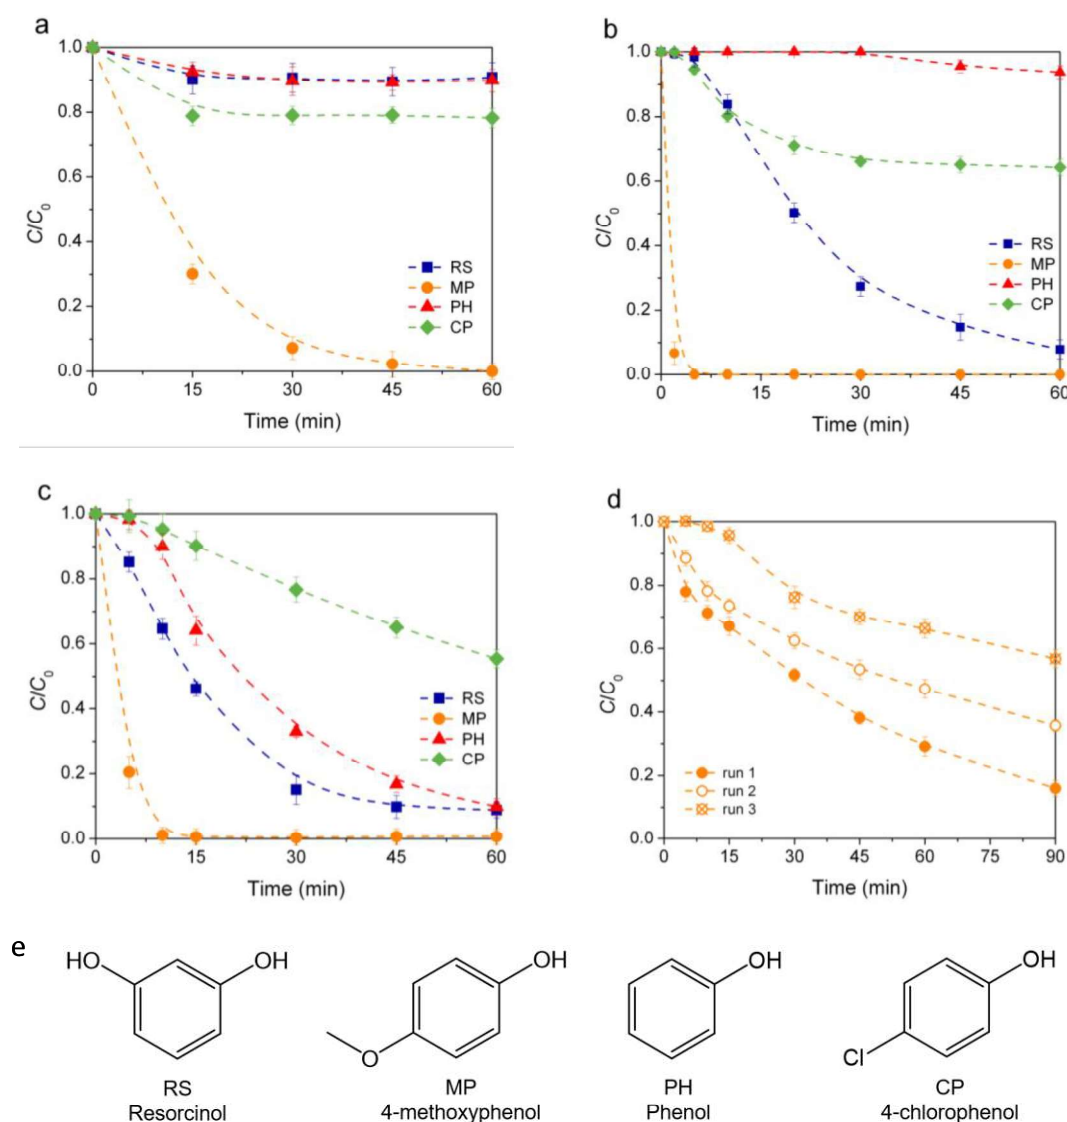 a
1.0
0.8
0.6
0.4
0.2
0.0
C/C0
0 15 30 45 60
Time (min)
RS
MP
PH
CP
b
1.0
0.8
0.6
0.4
0.2
0.0
C/C0
0 15 30 45 60
Time (min)
RS
MP
PH
CP
c
1.0
0.8
0.6
0.4
0.2
0.0
C/C0
0 15 30 45 60
Time (min)
RS
MP
PH
CP
d
1.0
0.8
0.6
0.4
0.2
0.0
C/C0
0 15 30 45 60 75 90
Time (min)
run 1
run 2
run 3
e
HO OH
RS
Resorcinol
OH
O
MP
4-methoxyphenol
OH
PH
Phenol
OH
Cl
CP
4-chlorophenol